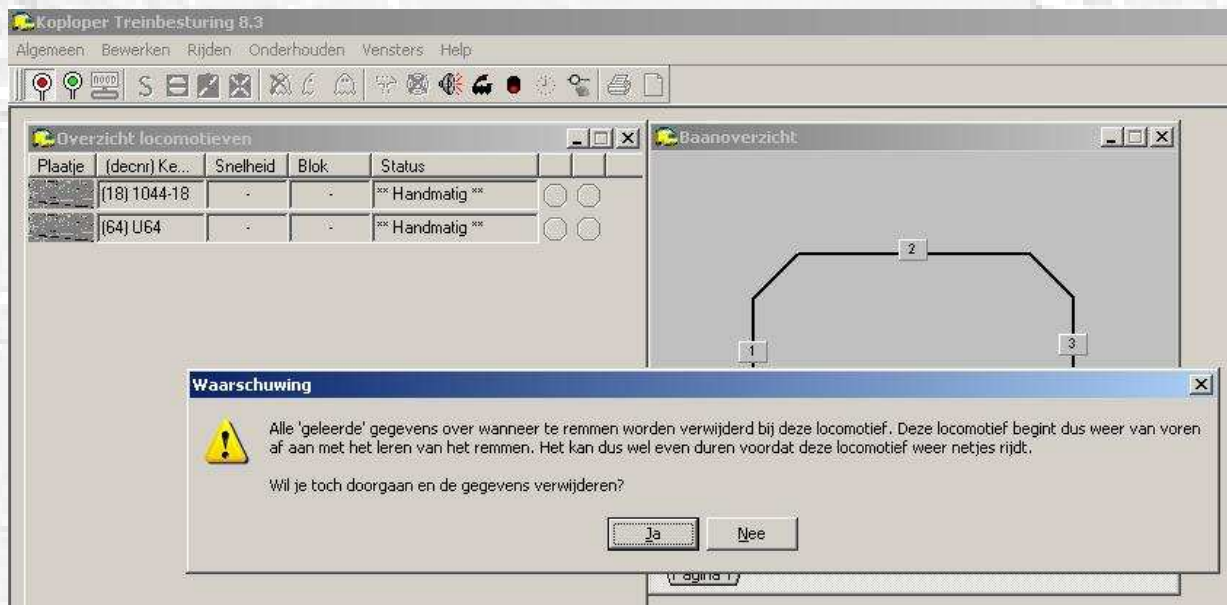 Koploper Treinbesturing 8.3
Algemeen Bewerken Rijden Onderhouden Vensters Help
Overzicht locomotieven
Plaatje (decnr) Ke... Snelheid Blok Status
(18) 1044-18 - - ** Handmatig **
(64) U64 - - ** Handmatig **
Baanoverzicht
2
1
3
Waarschuwing
Alle 'geleerde' gegevens over wanneer te remmen worden verwijderd bij deze locomotief. Deze locomotief begint dus weer van voren
af aan met het leren van het remmen. Het kan dus wel even duren voordat deze locomotief weer netjes rijdt.
Wil je toch doorgaan en de gegevens verwijderen?
Ja Nee
Pagina 1